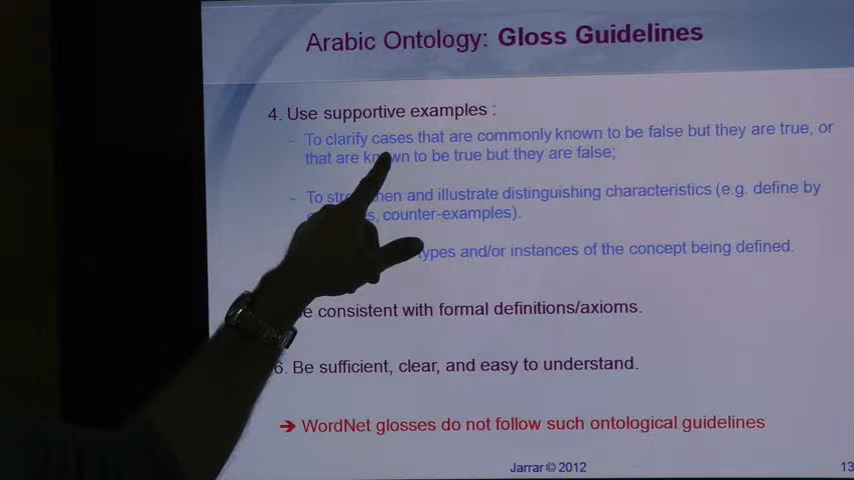 Arabic Ontology: Gloss Guidelines
4. Use supportive examples :
- To clarify cases that are commonly known to be false but they are true, or
that are known to be true but they are false;
- To and illustrate distinguishing characteristics (e.g. define by
counter-examples).
and/or instances of the concept being defined.
consistent with formal definitions/axioms.
6. Be sufficient, clear, and easy to understand.
➔ WordNet glosses do not follow such ontological guidelines
Jarrar © 2012
13